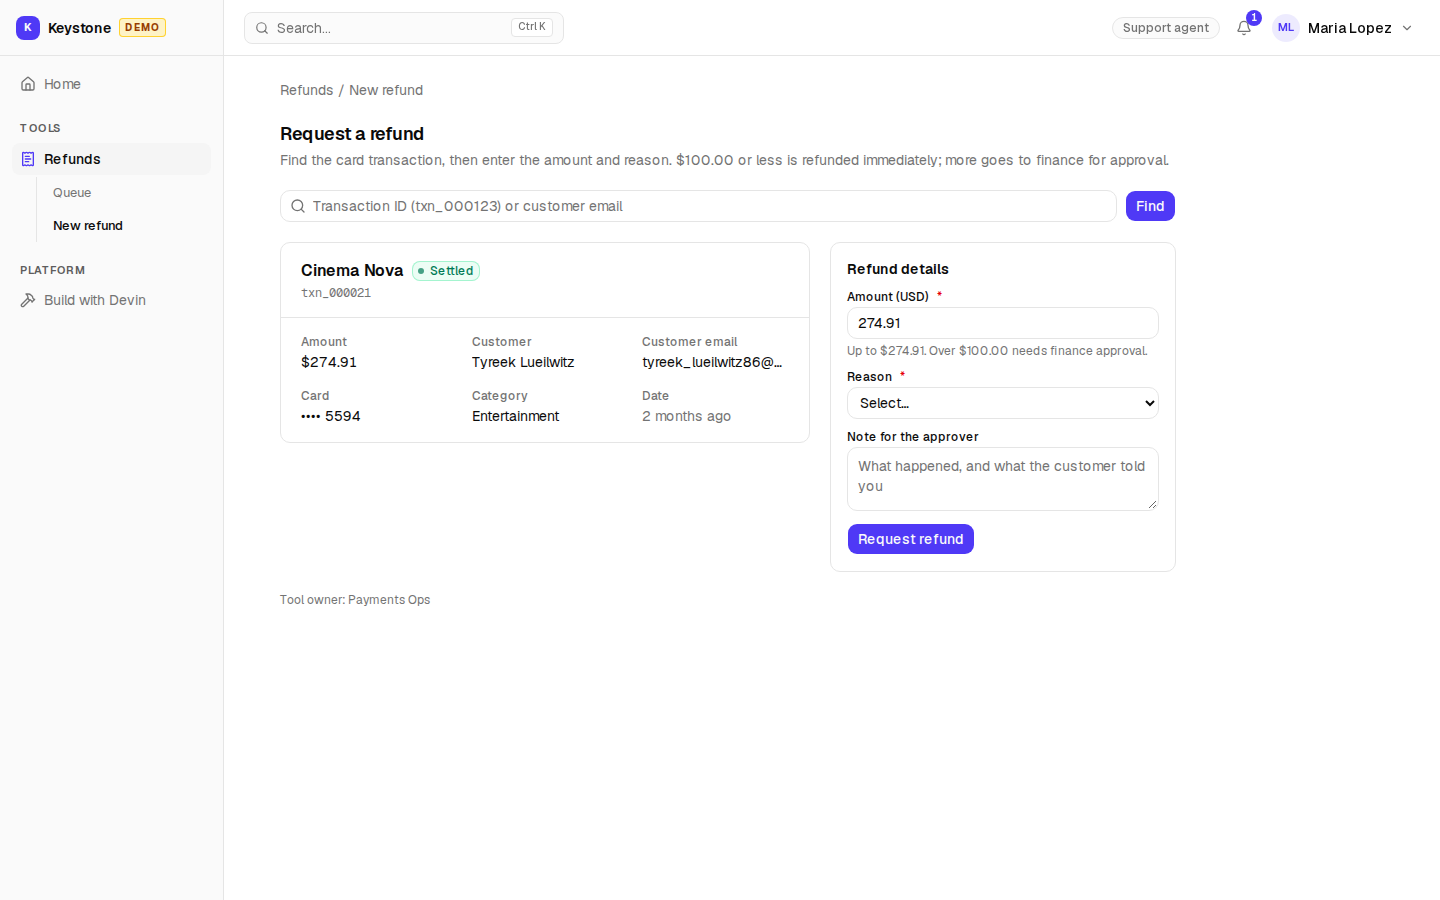 K Keystone DEMO
Search... Ctrl K
Support agent
1
ML Maria Lopez
Home
TOOLS
Refunds
Queue
New refund
PLATFORM
Build with Devin
Refunds / New refund
Request a refund
Find the card transaction, then enter the amount and reason. $100.00 or less is refunded immediately; more goes to finance for approval.
Transaction ID (txn_000123) or customer email
Find
Cinema Nova Settled
txn_000021
Amount Customer Customer email
$274.91 Tyreek Lueilwitz tyreek_lueilwitz86@...
Card Category Date
•••• 5594 Entertainment 2 months ago
Refund details
Amount (USD) *
274.91
Up to $274.91. Over $100.00 needs finance approval.
Reason *
Select...
Note for the approver
What happened, and what the customer told
you
Request refund
Tool owner: Payments Ops